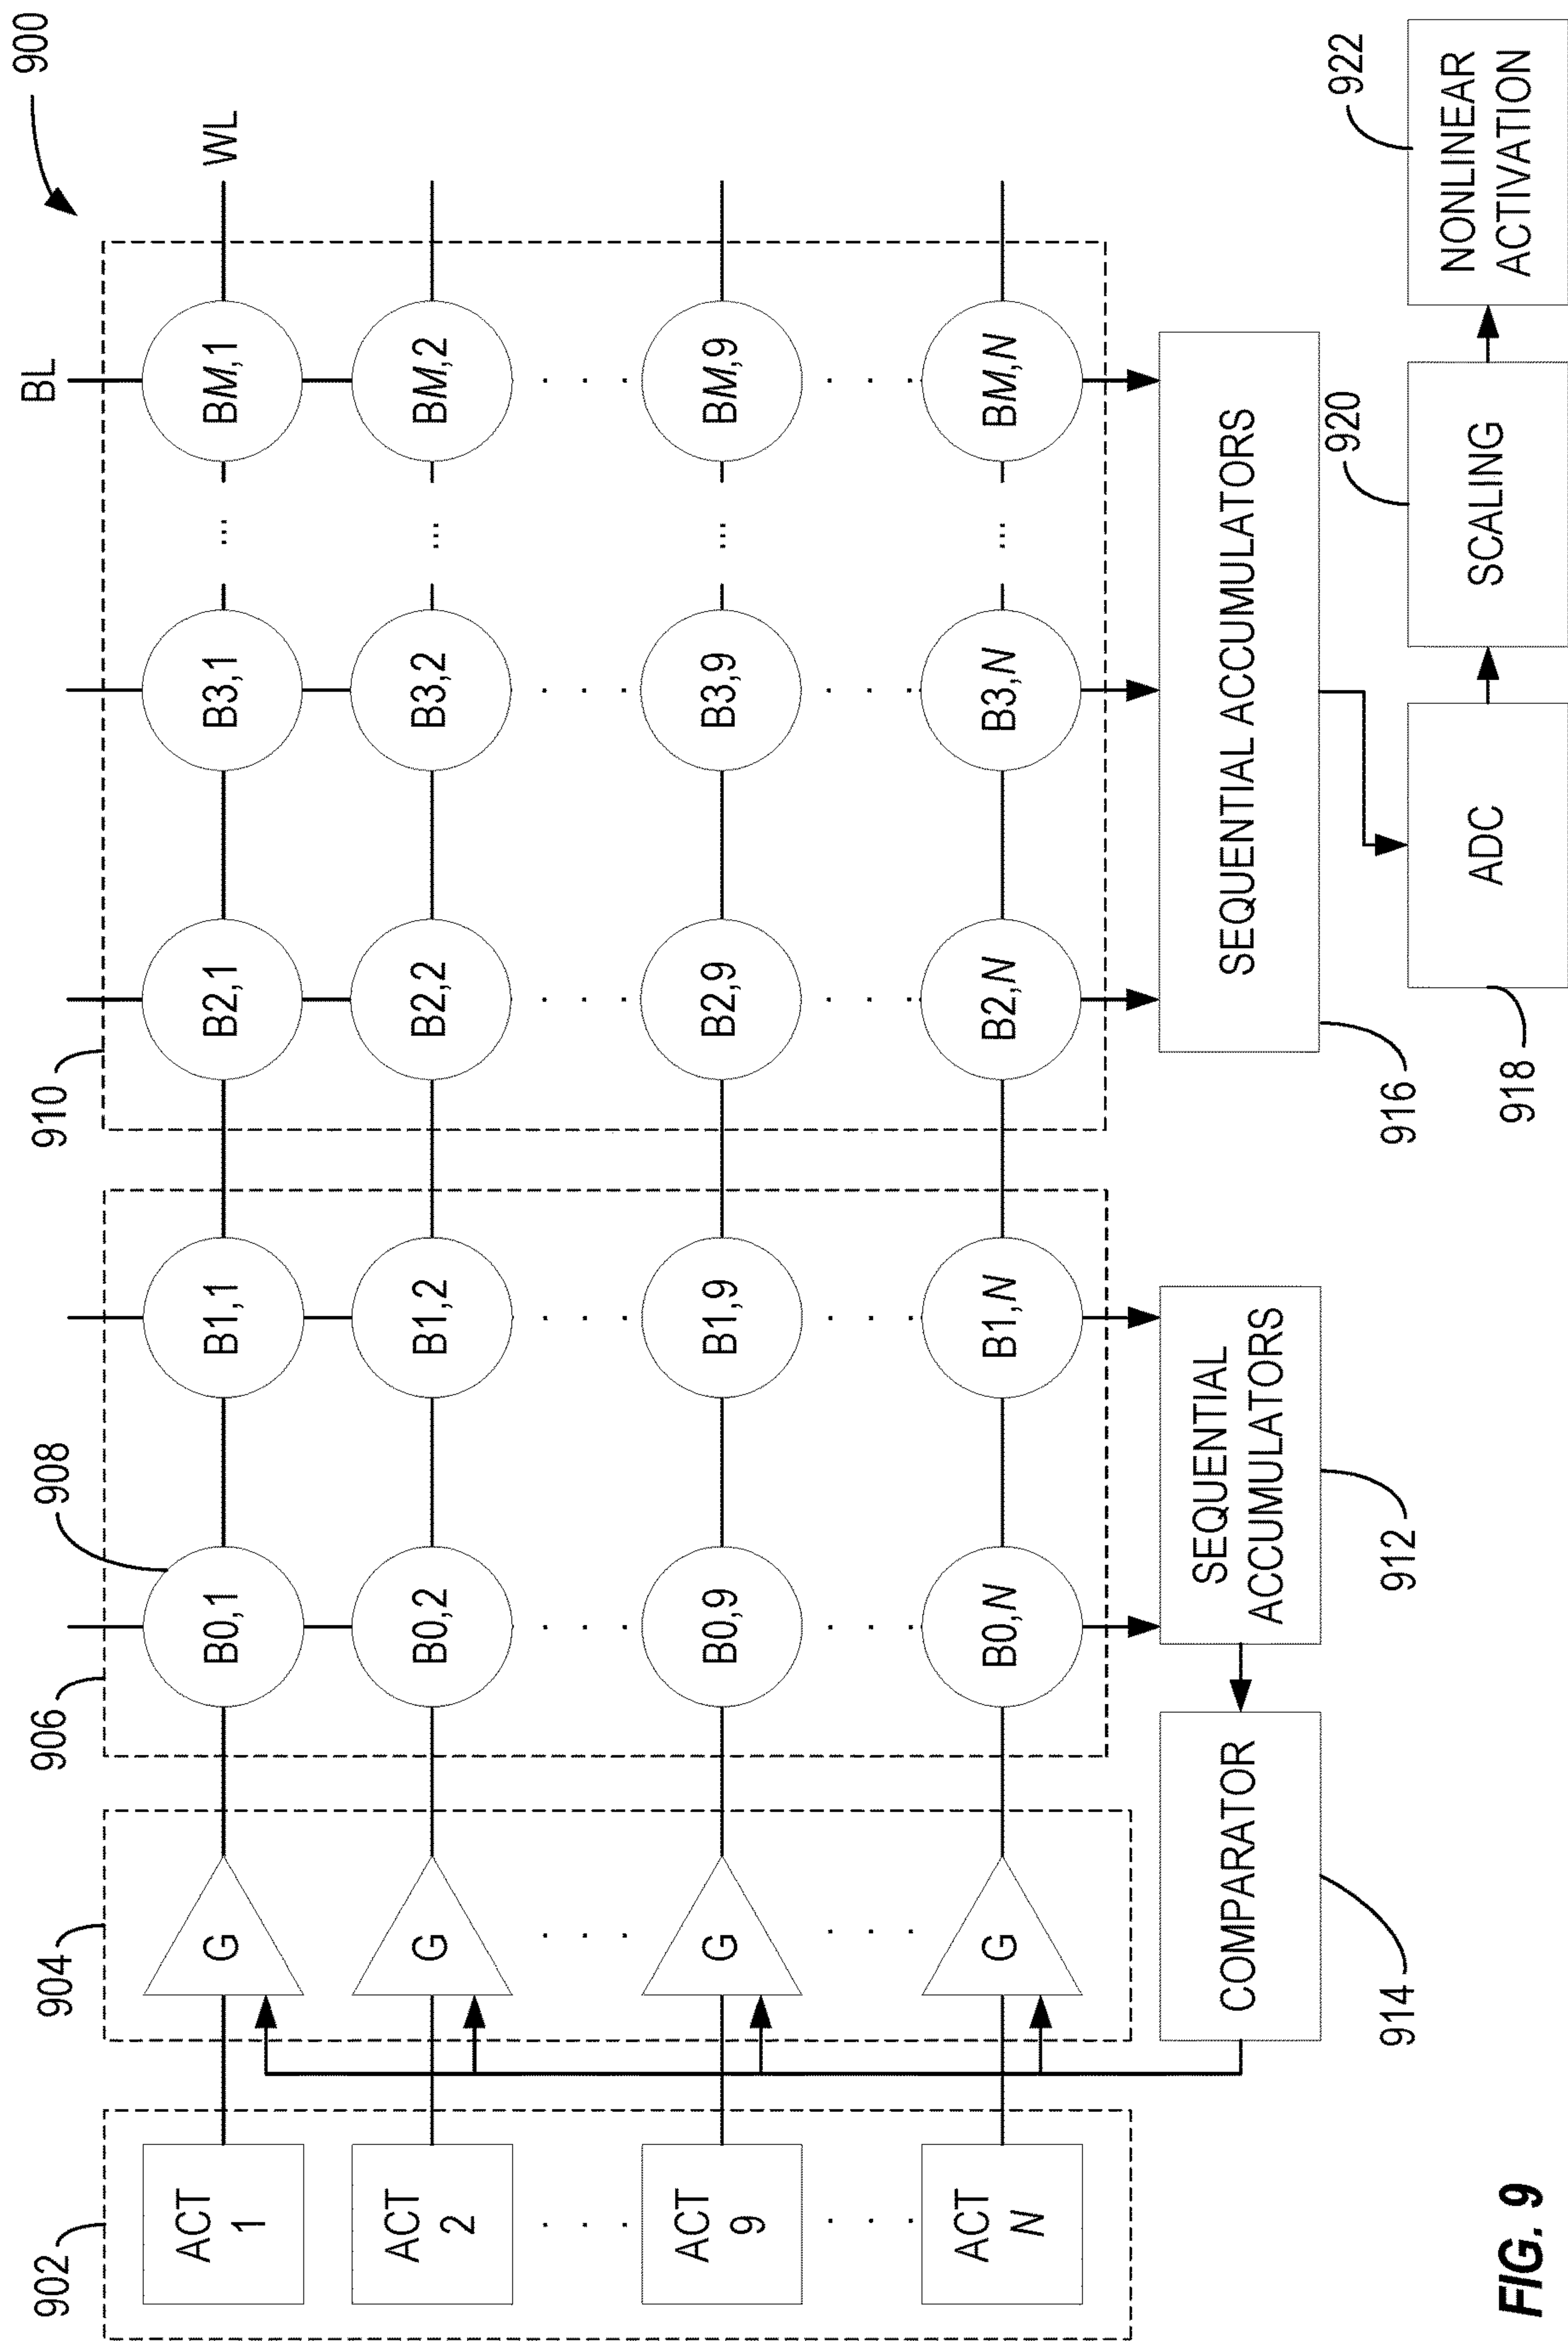 900
BL
WL
910
908
906
904
902
ACT
1
G
B0,1
B1,1
B2,1
B3,1
...
BM,1
ACT
2
G
B0,2
B1,2
B2,2
B3,2
...
BM,2
ACT
9
G
B0,9
B1,9
B2,9
B3,9
...
BM,9
ACT
N
G
B0,N
B1,N
B2,N
B3,N
...
BM,N
COMPARATOR
914
SEQUENTIAL
ACCUMULATORS
912
SEQUENTIAL ACCUMULATORS
916
ADC
918
SCALING
920
NONLINEAR
ACTIVATION
922
FIG. 9